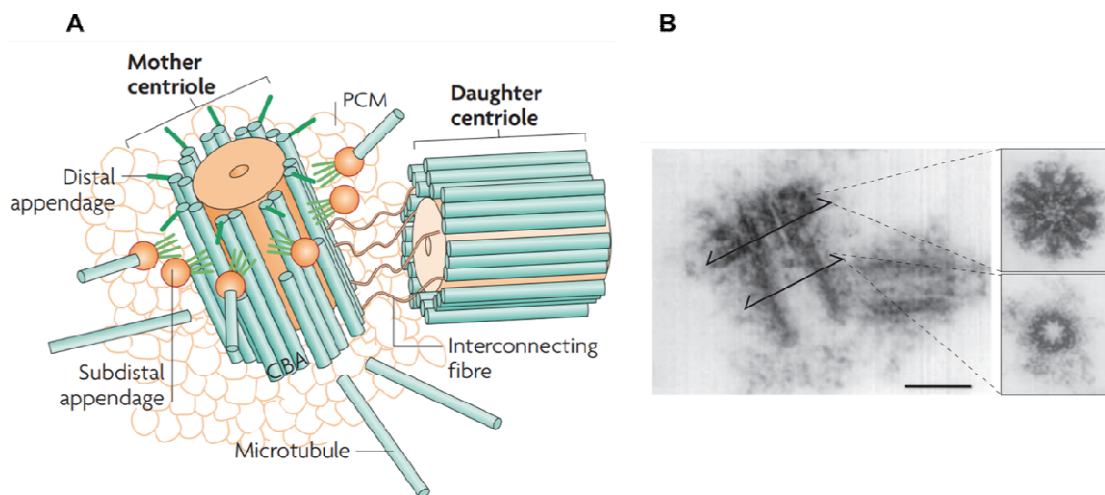 A
B
Mother
centriole
PCM
Daughter
centriole
Distal
appendage
Subdistal
appendage
CBA
Interconnecting
fibre
Microtubule